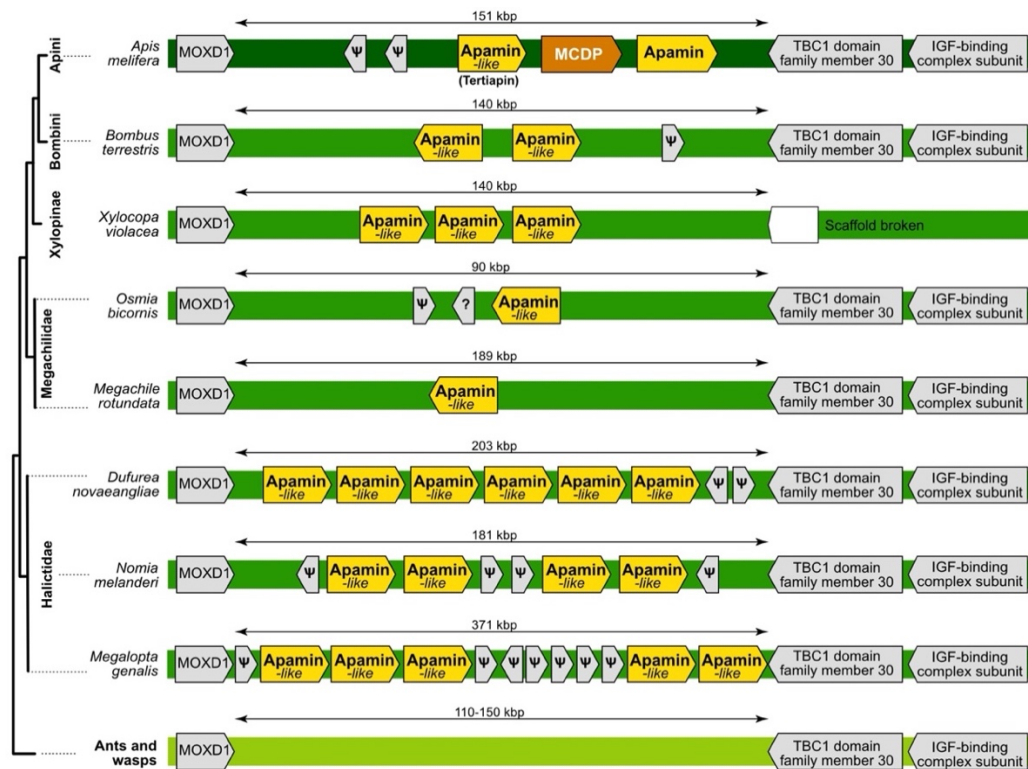 151 kbp
Apini
Apis
melifera
MOXD1
Ψ
Ψ
Apamin
-like
(Tertiapin)
MCDP
Apamin
TBC1 domain
family member 30
IGF-binding
complex subunit
140 kbp
Bombini
Bombus
terrestris
MOXD1
Apamin
-like
Apamin
-like
Ψ
TBC1 domain
family member 30
IGF-binding
complex subunit
140 kbp
Xylopinae
Xylocopa
violacea
MOXD1
Apamin
-like
Apamin
-like
Apamin
-like
Scaffold broken
90 kbp
Megachilidae
Osmia
bicornis
MOXD1
Ψ
?
Apamin
-like
TBC1 domain
family member 30
IGF-binding
complex subunit
189 kbp
Megachile
rotundata
MOXD1
Apamin
-like
TBC1 domain
family member 30
IGF-binding
complex subunit
203 kbp
Halictidae
Dufurea
novaeangliae
MOXD1
Apamin
-like
Apamin
-like
Apamin
-like
Apamin
-like
Apamin
-like
Apamin
-like
Ψ
Ψ
TBC1 domain
family member 30
IGF-binding
complex subunit
181 kbp
Nomia
melanderi
MOXD1
Ψ
Apamin
-like
Apamin
-like
Ψ
Ψ
Apamin
-like
Apamin
-like
Ψ
TBC1 domain
family member 30
IGF-binding
complex subunit
371 kbp
Megalopta
genalis
MOXD1
Ψ
Apamin
-like
Apamin
-like
Apamin
-like
Ψ
Ψ
Ψ
Ψ
Ψ
Ψ
Apamin
-like
Apamin
-like
TBC1 domain
family member 30
IGF-binding
complex subunit
110-150 kbp
Ants and
wasps
MOXD1
TBC1 domain
family member 30
IGF-binding
complex subunit